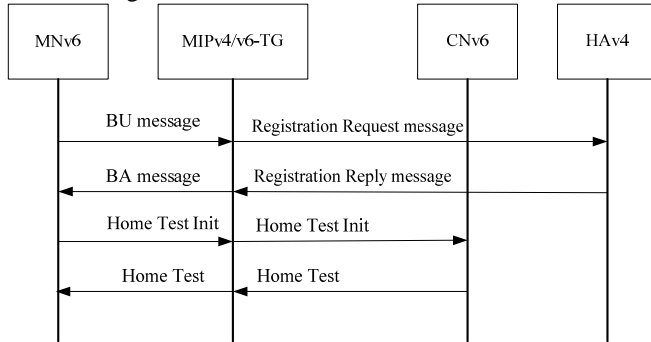 MNv6 MIPv4/v6-TG CNv6 HAv4
BU message Registration Request message
BA message Registration Reply message
Home Test Init Home Test Init
Home Test Home Test